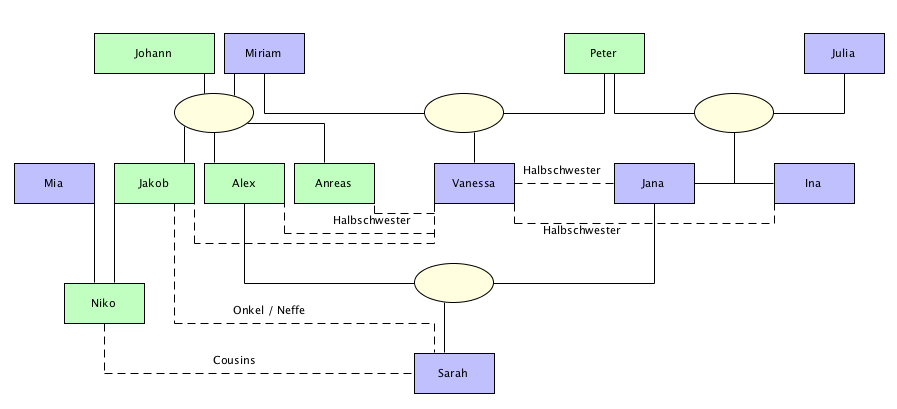 Johann
Miriam
Peter
Julia
Mia
Jakob
Alex
Anreas
Vanessa
Halbschwester
Jana
Ina
Halbschwester
Halbschwester
Niko
Onkel / Neffe
Cousins
Sarah